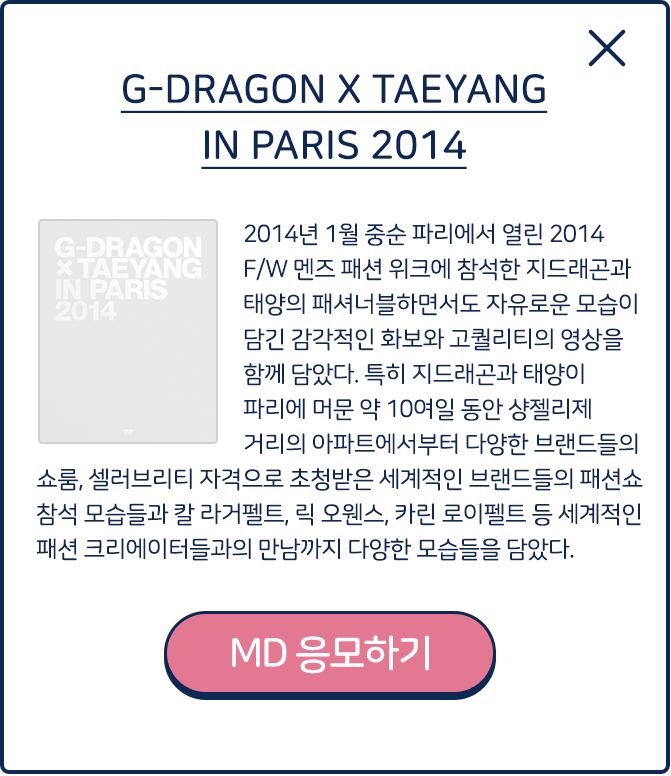 G-DRAGON X TAEYANG
IN PARIS 2014
G-DRAGON
× TAEYANG
IN PARIS
2014
2014년 1월 중순 파리에서 열린 2014
F/W 멘즈 패션 위크에 참석한 지드래곤과
태양의 패셔너블하면서도 자유로운 모습이
담긴 감각적인 화보와 고퀄리티의 영상을
함께 담았다. 특히 지드래곤과 태양이
파리에 머문 약 10여일 동안 샹젤리제
거리의 아파트에서부터 다양한 브랜드들의
쇼룸, 셀러브리티 자격으로 초청받은 세계적인 브랜드들의 패션쇼
참석 모습들과 칼 라거펠트, 릭 오웬스, 카린 로이펠트 등 세계적인
패션 크리에이터들과의 만남까지 다양한 모습들을 담았다.
MD 응모하기